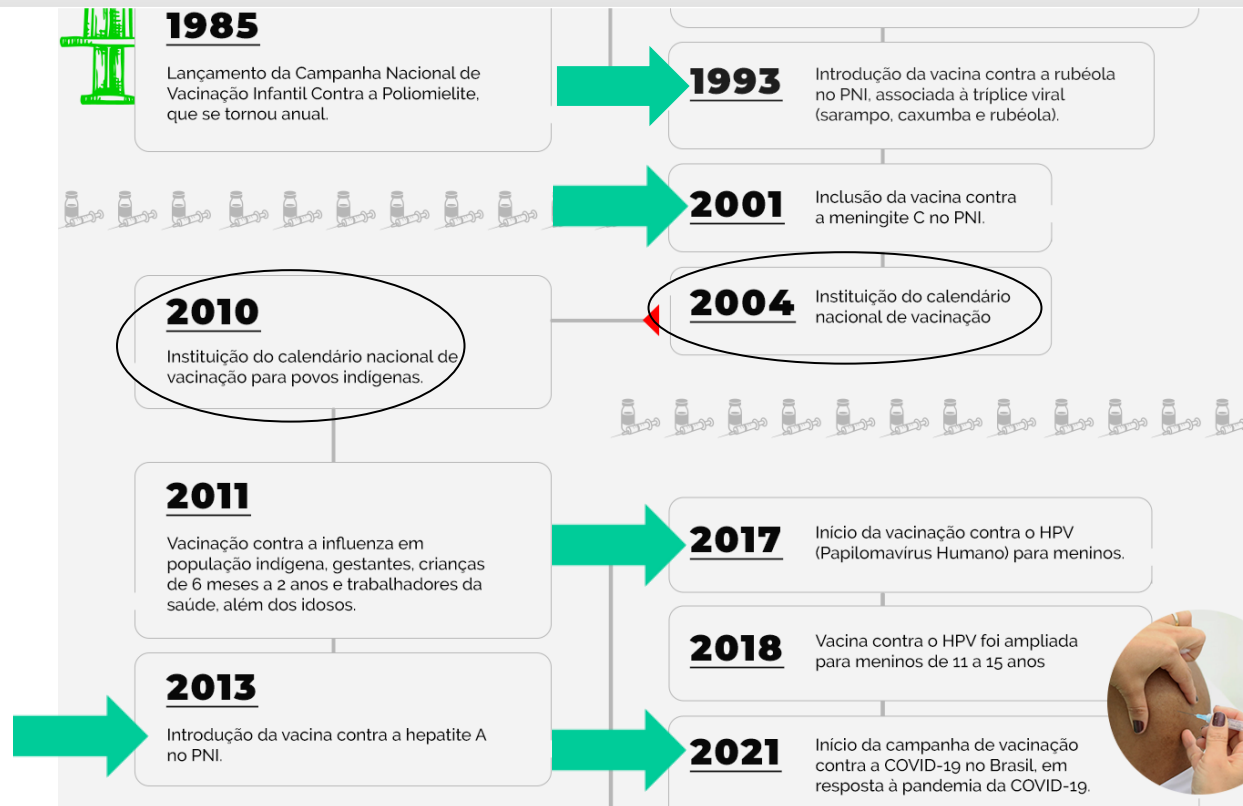 1985
Lançamento da Campanha Nacional de
Vacinação Infantil Contra a Poliomielite,
que se tornou anual.
1993
Introdução da vacina contra a rubéola
no PNI, associada à tríplice viral
(sarampo, caxumba e rubéola).
2001
Inclusão da vacina contra
a meningite C no PNI.
2004
Instituição do calendário
nacional de vacinação
2010
Instituição do calendário nacional de
vacinação para povos indígenas.
2011
Vacinação contra a influenza em
população indígena, gestantes, crianças
de 6 meses a 2 anos e trabalhadores da
saúde, além dos idosos.
2013
Introdução da vacina contra a hepatite A
no PNI.
2017
Início da vacinação contra o HPV
(Papilomavírus Humano) para meninos.
2018
Vacina contra o HPV foi ampliada
para meninos de 11 a 15 anos
2021
Início da campanha de vacinação
contra a COVID-19 no Brasil, em
resposta à pandemia da COVID-19.